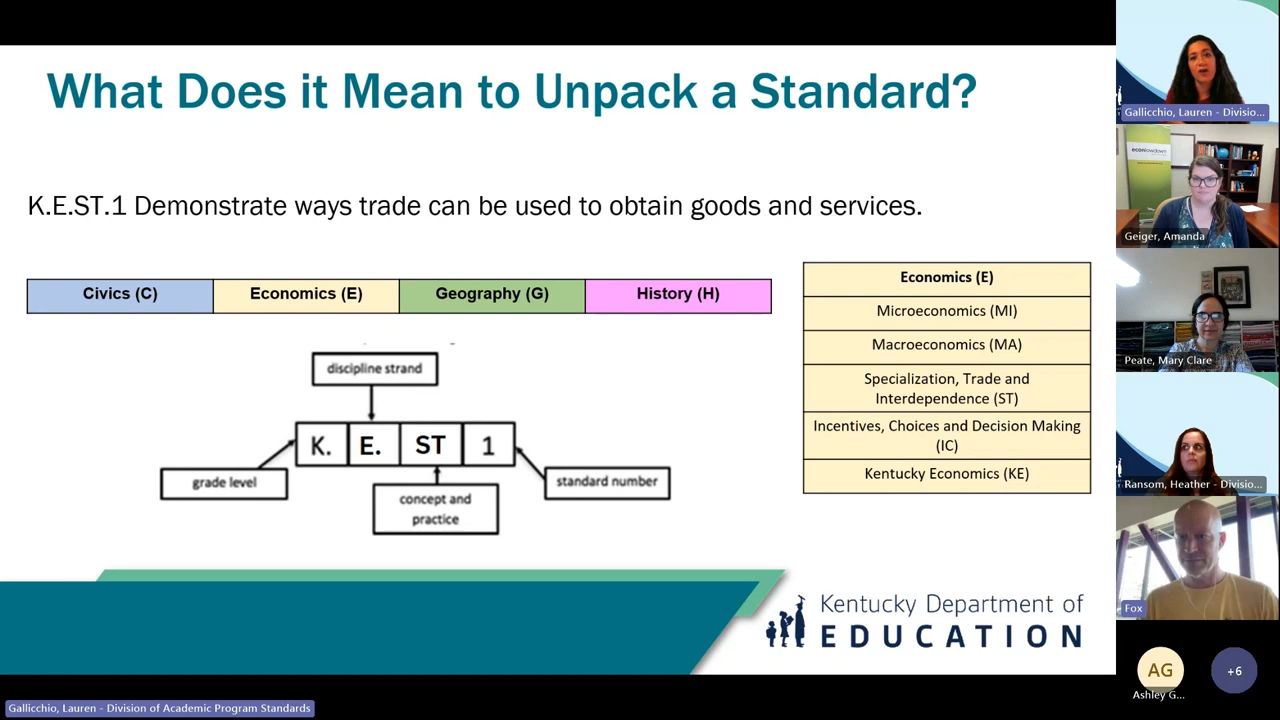 What Does it Mean to Unpack a Standard?
K.E.ST.1 Demonstrate ways trade can be used to obtain goods and services.
Civics (C)
Economics (E)
Geography (G)
History (H)
discipline strand
K.
E.
ST
1
grade level
concept and
practice
standard number
Economics (E)
Microeconomics (MI)
Macroeconomics (MA)
Specialization, Trade and
Interdependence (ST)
Incentives, Choices and Decision Making
(IC)
Kentucky Economics (KE)
Kentucky Department of
EDUCATION
Gallicchio, Lauren - Division of Academic Program Standards
Gallicchio, Lauren - Divisio...
econlowdown
Geiger, Amanda
Peate, Mary Clare
Ransom, Heather - Divisio...
Fox
AG
Ashley G...
+6